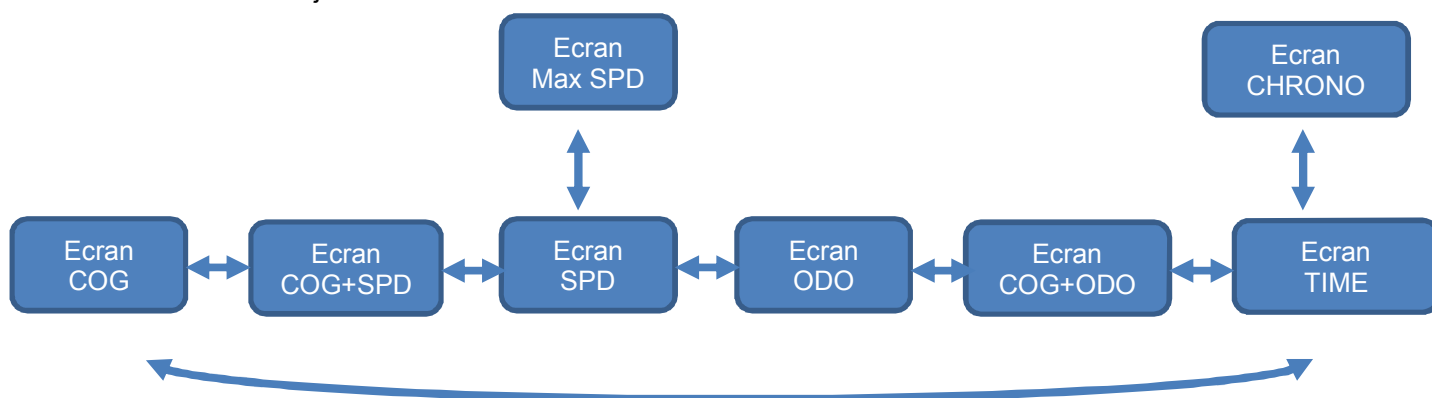 Ecran
Max SPD
Ecran
CHRONO
Ecran
COG
Ecran
COG+SPD
Ecran
SPD
Ecran
ODO
Ecran
COG+ODO
Ecran
TIME